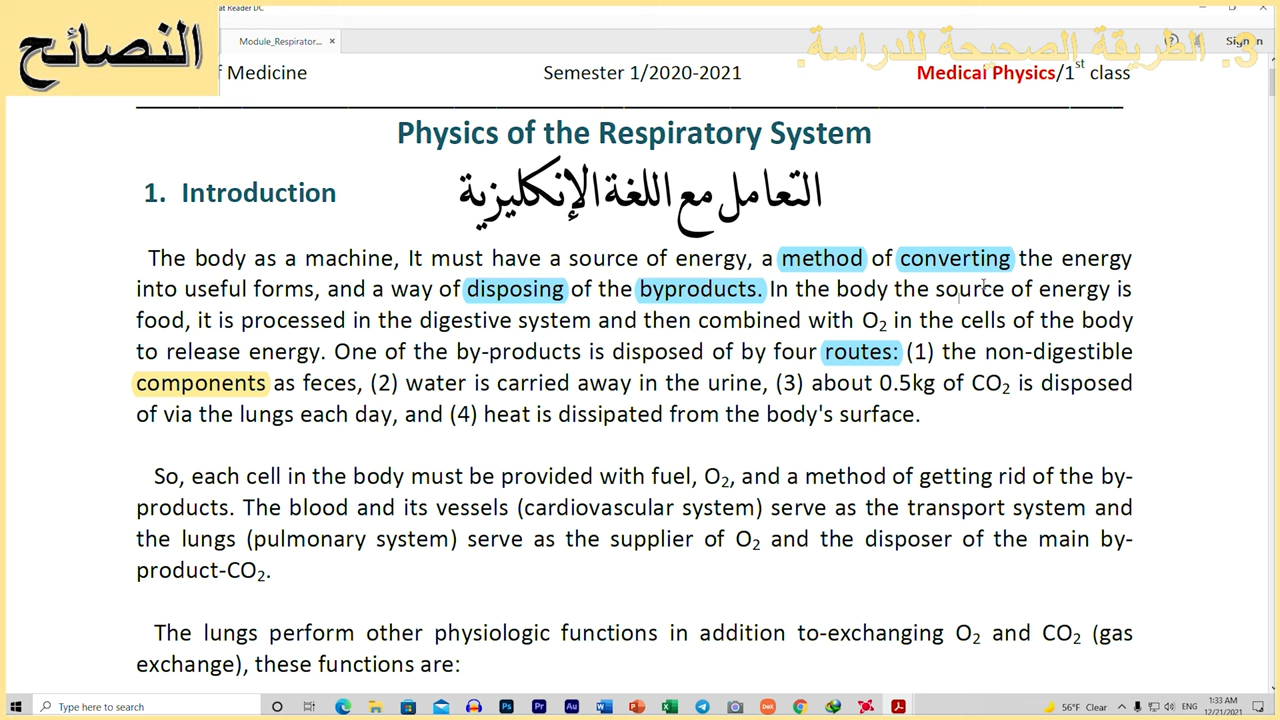 at Reader DC
النصائح
Module_Respirator... ×
3. الطريقة الصحيحة للدراسة.
Sign In
of Medicine Semester 1/2020-2021 Medical Physics/1st class
Physics of the Respiratory System
1. Introduction
التعامل مع اللغة الإنكليزية
The body as a machine, It must have a source of energy, a method of converting the energy
into useful forms, and a way of disposing of the byproducts. In the body the source of energy is
food, it is processed in the digestive system and then combined with O2 in the cells of the body
to release energy. One of the by-products is disposed of by four routes: (1) the non-digestible
components as feces, (2) water is carried away in the urine, (3) about 0.5kg of CO2 is disposed
of via the lungs each day, and (4) heat is dissipated from the body's surface.
So, each cell in the body must be provided with fuel, O2, and a method of getting rid of the by-
products. The blood and its vessels (cardiovascular system) serve as the transport system and
the lungs (pulmonary system) serve as the supplier of O2 and the disposer of the main by-
product-CO2.
The lungs perform other physiologic functions in addition to-exchanging O2 and CO2 (gas
exchange), these functions are:
Type here to search
56°F Clear
ENG
1:33 AM
12/21/2021